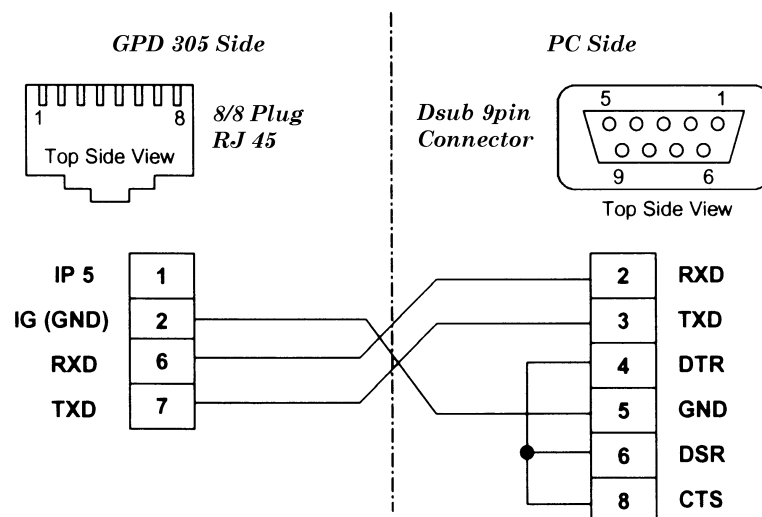 GPD 305 Side
PC Side
1 8
Top Side View
8/8 Plug
RJ 45
Dsub 9pin
Connector
5 1
9 6
Top Side View
IP 5 1
IG (GND) 2
RXD 6
TXD 7
2 RXD
3 TXD
4 DTR
5 GND
6 DSR
8 CTS